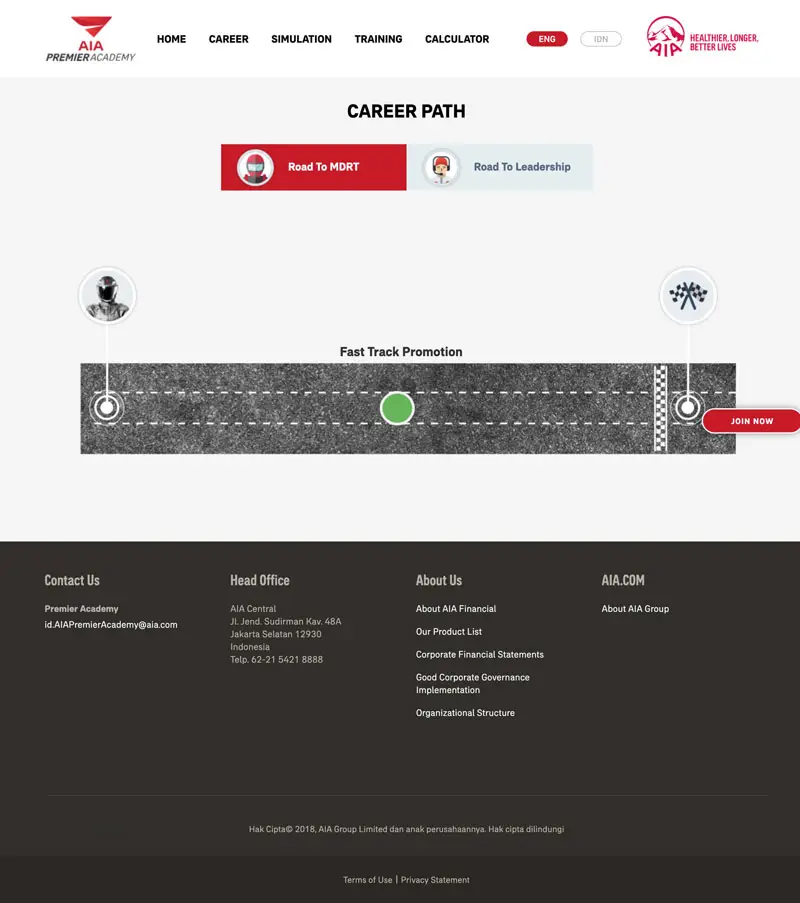 AIA
PREMIER ACADEMY
HOME
CAREER
SIMULATION
TRAINING
CALCULATOR
ENG
IDN
AIA
HEALTHIER, LONGER,
BETTER LIVES
CAREER PATH
Road To MDRT
Road To Leadership
Fast Track Promotion
JOIN NOW
Contact Us
Premier Academy
id.AIAPremierAcademy@aia.com
Head Office
AIA Central
Jl. Jend. Sudirman Kav. 48A
Jakarta Selatan 12930
Indonesia
Telp. 62-21 5421 8888
About Us
About AIA Financial
Our Product List
Corporate Financial Statements
Good Corporate Governance
Implementation
Organizational Structure
AIA.COM
About AIA Group
Hak Cipta© 2018, AIA Group Limited dan anak perusahaannya. Hak cipta dilindungi
Terms of Use | Privacy Statement